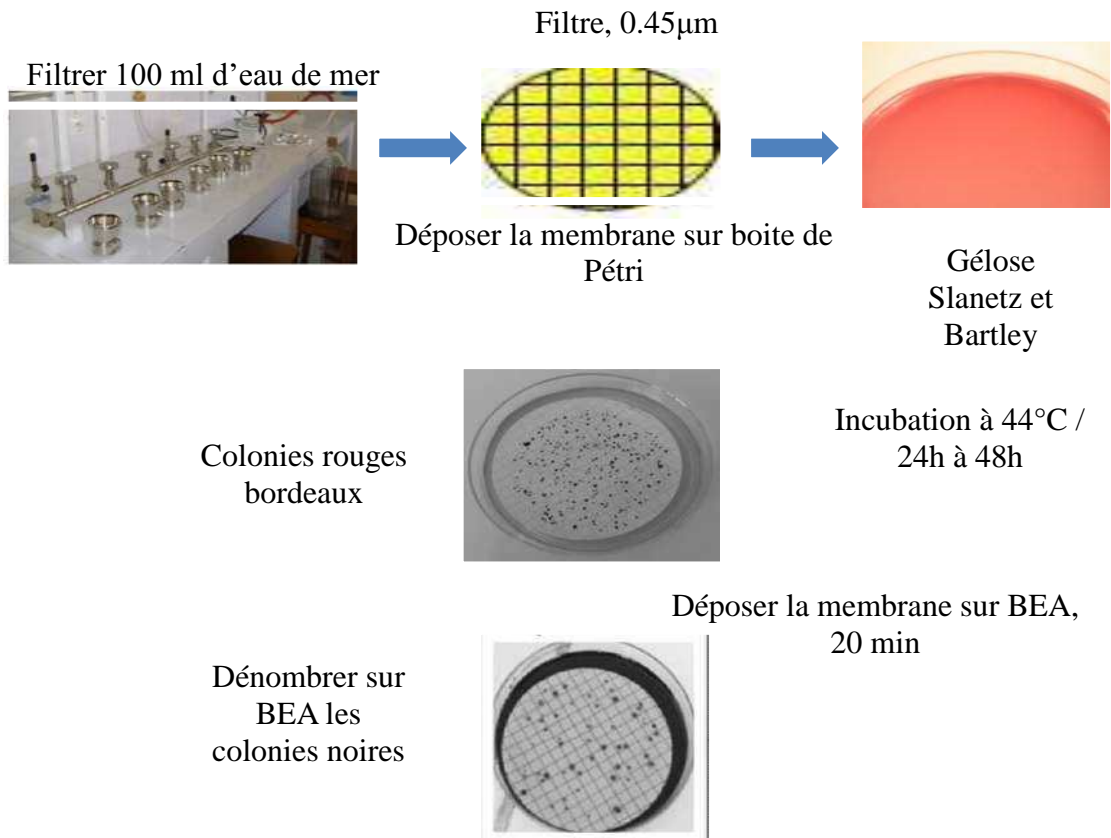 Filtre, 0.45μm
Filtrer 100 ml d'eau de mer
Déposer la membrane sur boite de
Pétri
Gélose
Slanetz et
Bartley
Incubation à 44°C /
24h à 48h
Colonies rouges
bordeaux
Déposer la membrane sur BEA,
20 min
Dénombrer sur
BEA les
colonies noires